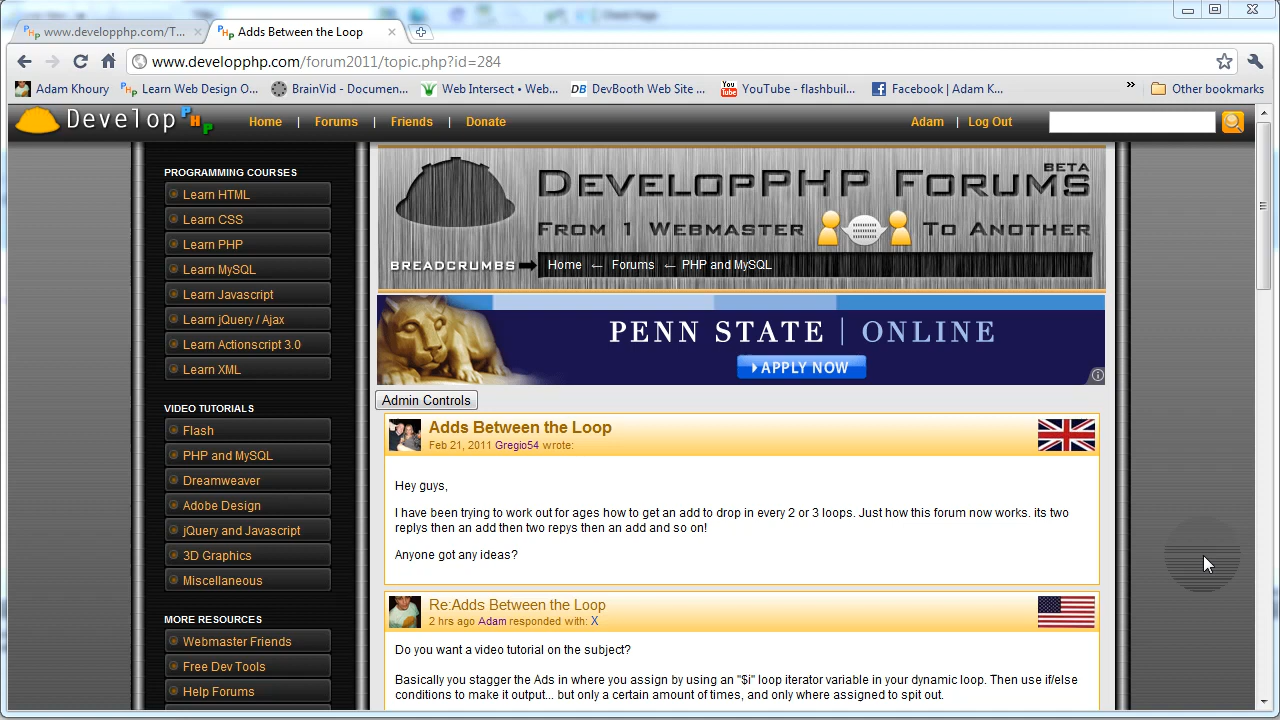 www.developphp.com/T...
Adds Between the Loop
www.developphp.com/forum2011/topic.php?id=284
Adam Khoury
Learn Web Design O...
BrainVid - Documen...
Web Intersect • Web...
DevBooth Web Site ...
YouTube - flashbuil...
Facebook | Adam K...
»
Other bookmarks
Develop PHP
Home | Forums | Friends | Donate
Adam | Log Out
PROGRAMMING COURSES
Learn HTML
Learn CSS
Learn PHP
Learn MySQL
Learn Javascript
Learn jQuery / Ajax
Learn Actionscript 3.0
Learn XML
VIDEO TUTORIALS
Flash
PHP and MySQL
Dreamweaver
Adobe Design
jQuery and Javascript
3D Graphics
Miscellaneous
MORE RESOURCES
Webmaster Friends
Free Dev Tools
Help Forums
BETA
DevelopPHP Forums
From 1 Webmaster To Another
BREADCRUMBS
Home ← Forums ← PHP and MySQL
PENN STATE | ONLINE
APPLY NOW
Admin Controls
Adds Between the Loop
Feb 21, 2011 Gregio54 wrote:
Hey guys,
I have been trying to work out for ages how to get an add to drop in every 2 or 3 loops. Just how this forum now works. its two
replys then an add then two repys then an add and so on!
Anyone got any ideas?
Re:Adds Between the Loop
2 hrs ago Adam responded with: X
Do you want a video tutorial on the subject?
Basically you stagger the Ads in where you assign by using an "$i" loop iterator variable in your dynamic loop. Then use if/else
conditions to make it output... but only a certain amount of times, and only where assigned to spit out.